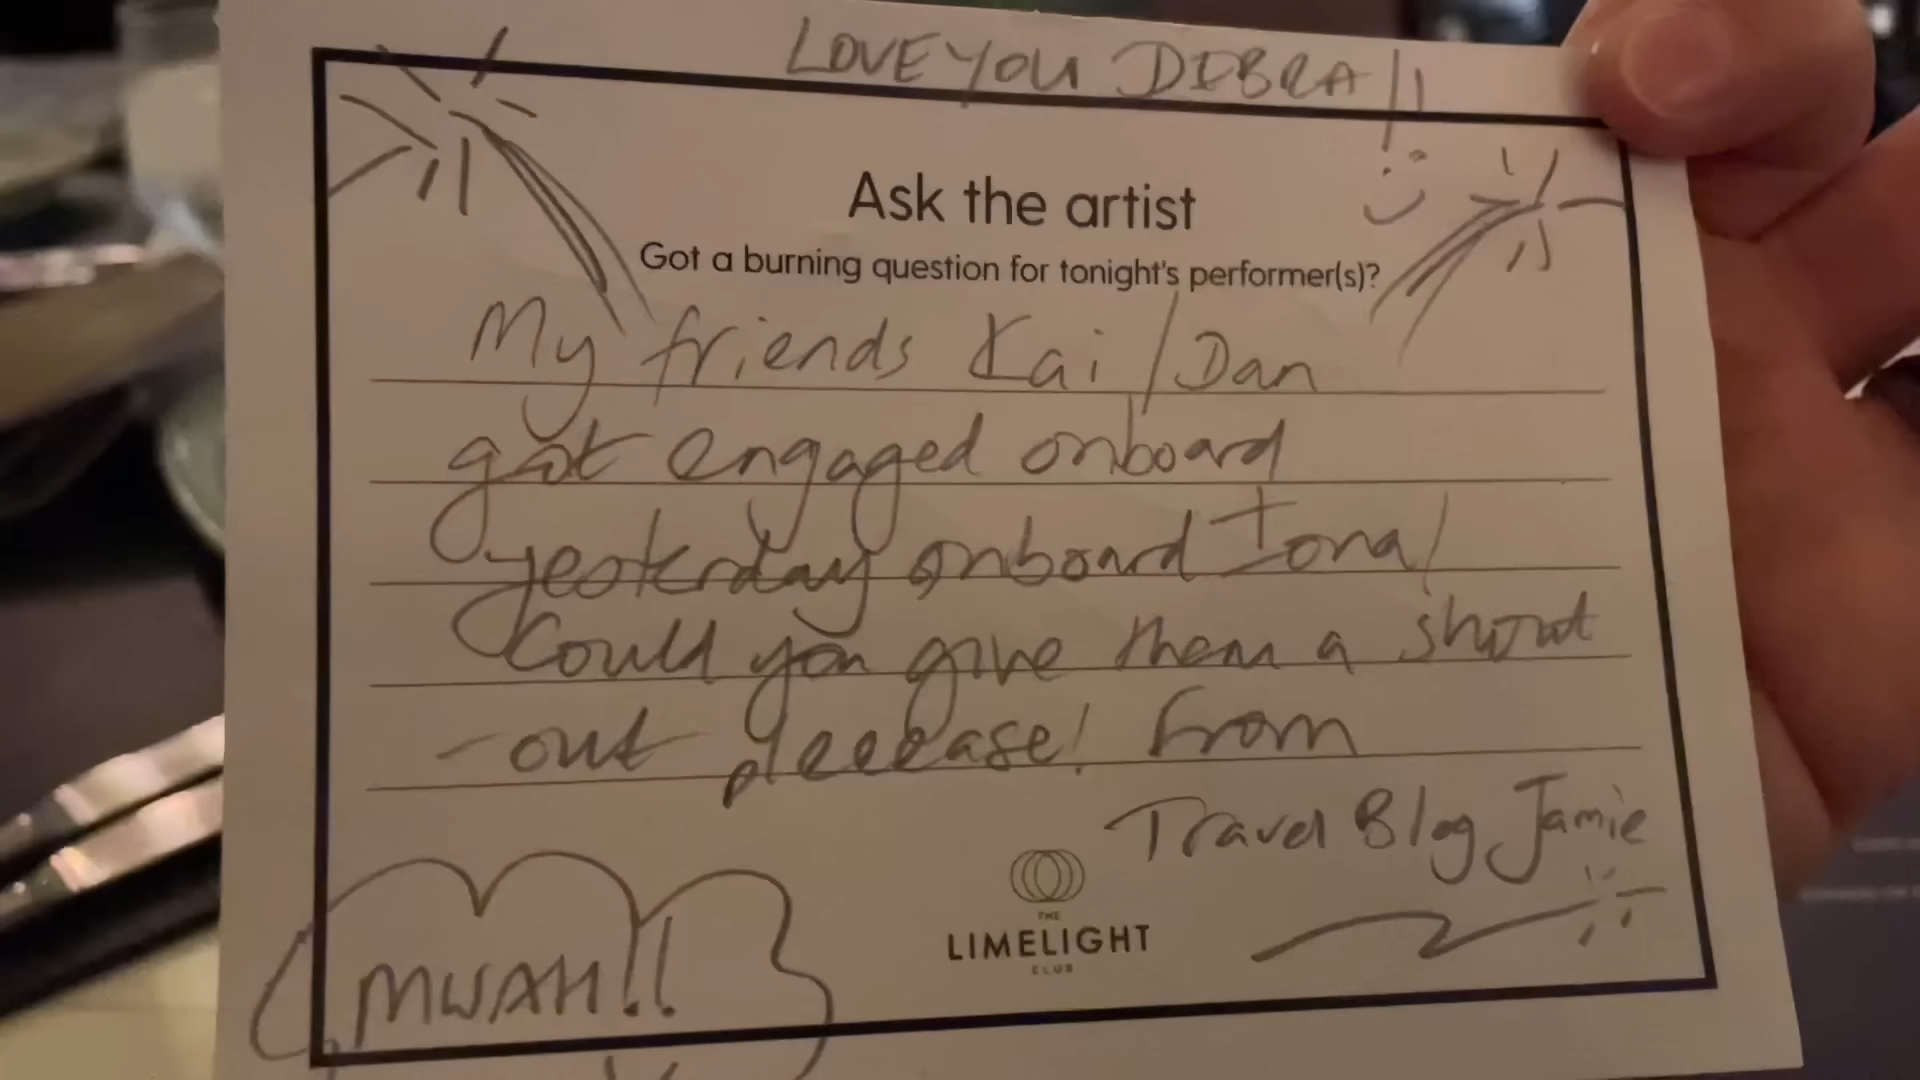 LOVE YOU DEBRA!!
Ask the artist
Got a burning question for tonight's performer(s)?
My friends Kai/Dan
got engaged onboard
yesterday onboard Iona!
Could you give them a shout
-out pleeease! From
Travel Blog Jamie
THE
LIMELIGHT
CLUB
MWAH!!